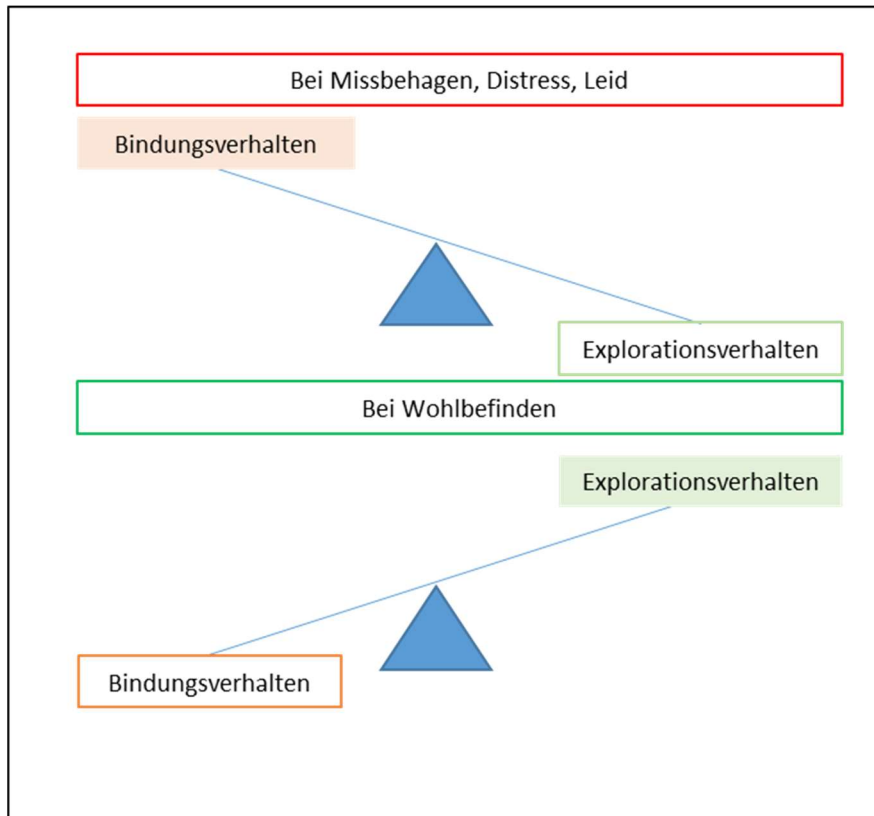 Bei Missbehagen, Distress, Leid
Bindungsverhalten
Explorationsverhalten
Bei Wohlbefinden
Explorationsverhalten
Bindungsverhalten